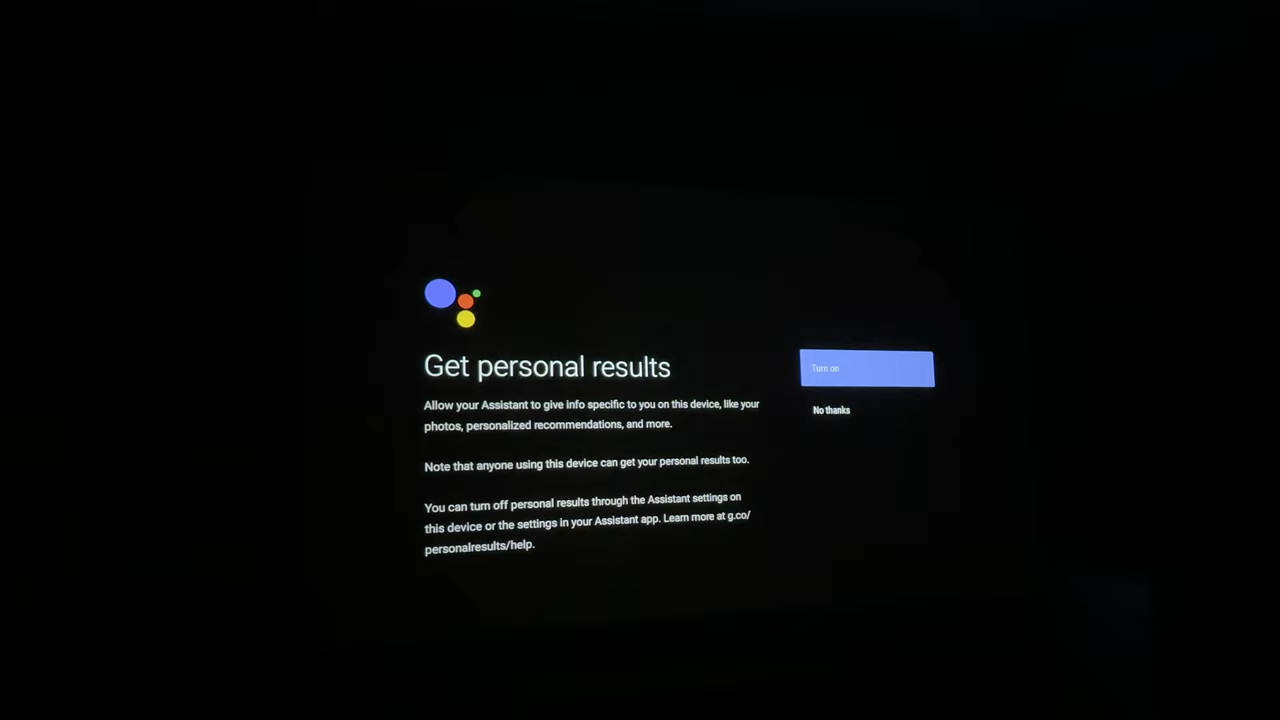 Get personal results
Allow your Assistant to give info specific to you on this device, like your
photos, personalized recommendations, and more.
Note that anyone using this device can get your personal results too.
You can turn off personal results through the Assistant settings on
this device or the settings in your Assistant app. Learn more at g.co/
personalresults/help.
Turn on
No thanks